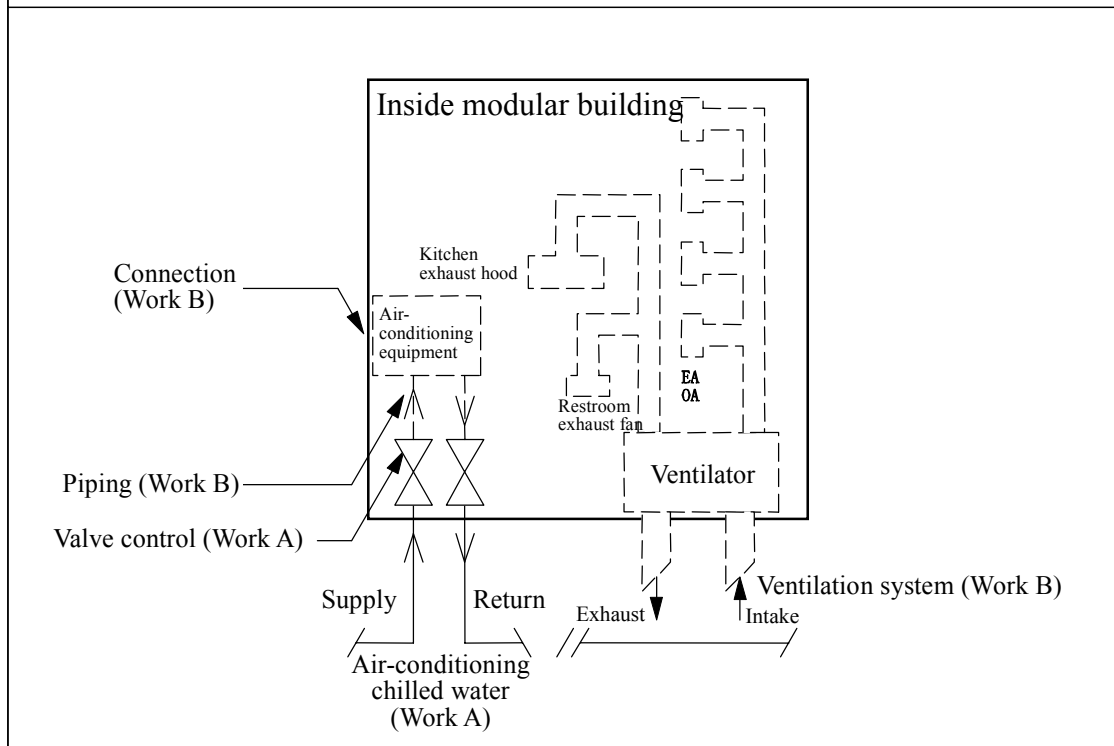 Inside modular building
Connection
(Work B)
Kitchen
exhaust hood
Air-
conditioning
equipment
EA
OA
Restroom
exhaust fan
Ventilator
Piping (Work B)
Valve control (Work A)
Supply
Return
Exhaust
Intake
Ventilation system (Work B)
Air-conditioning
chilled water
(Work A)